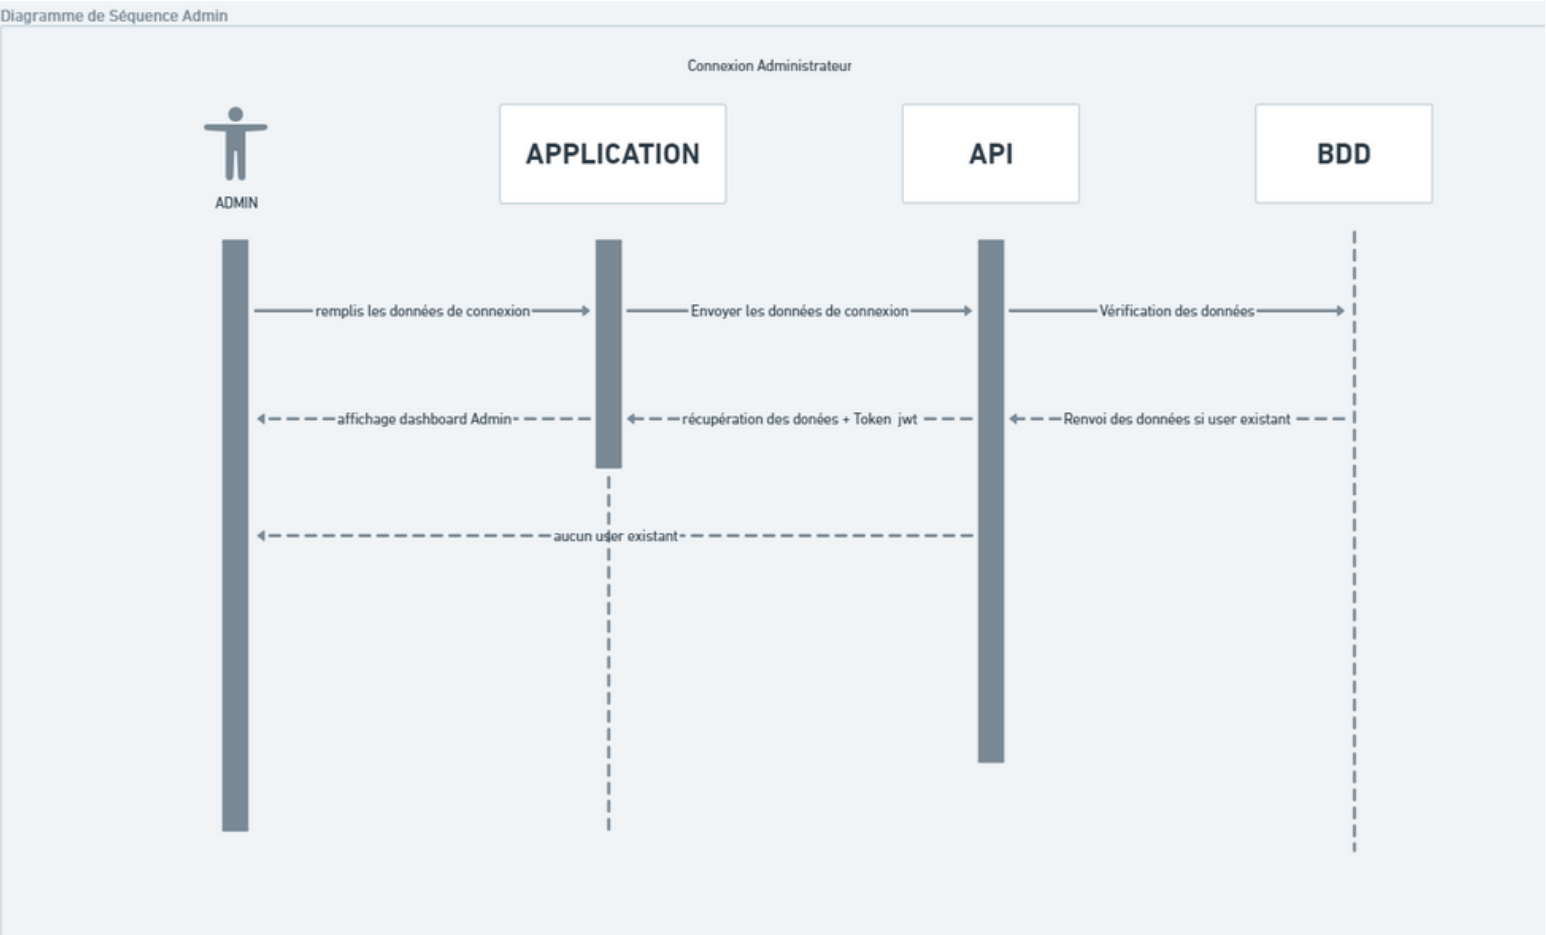 Diagramme de Séquence Admin
Connexion Administrateur
APPLICATION
API
BDD
ADMIN
remplis les données de connexion
Envoyer les données de connexion
Vérification des données
affichage dashboard Admin
récupération des donées + Token jwt
Renvoi des données si user existant
aucun user existant